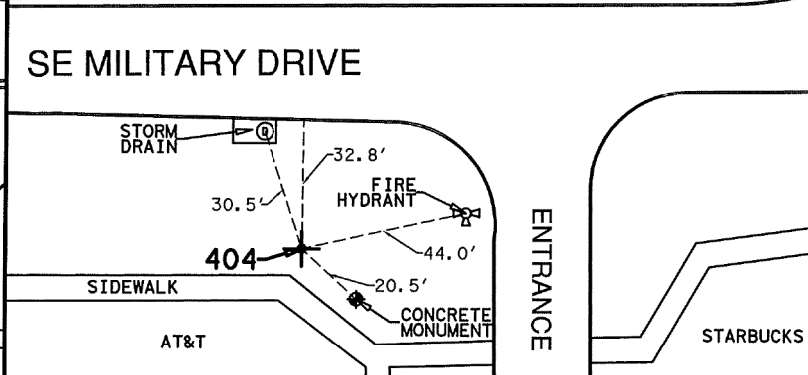 SE MILITARY DRIVE
STORM
DRAIN
32.8'
30.5'
FIRE
HYDRANT
44.0'
404
20.5'
SIDEWALK
CONCRETE
MONUMENT
AT&T
ENTRANCE
STARBUCKS